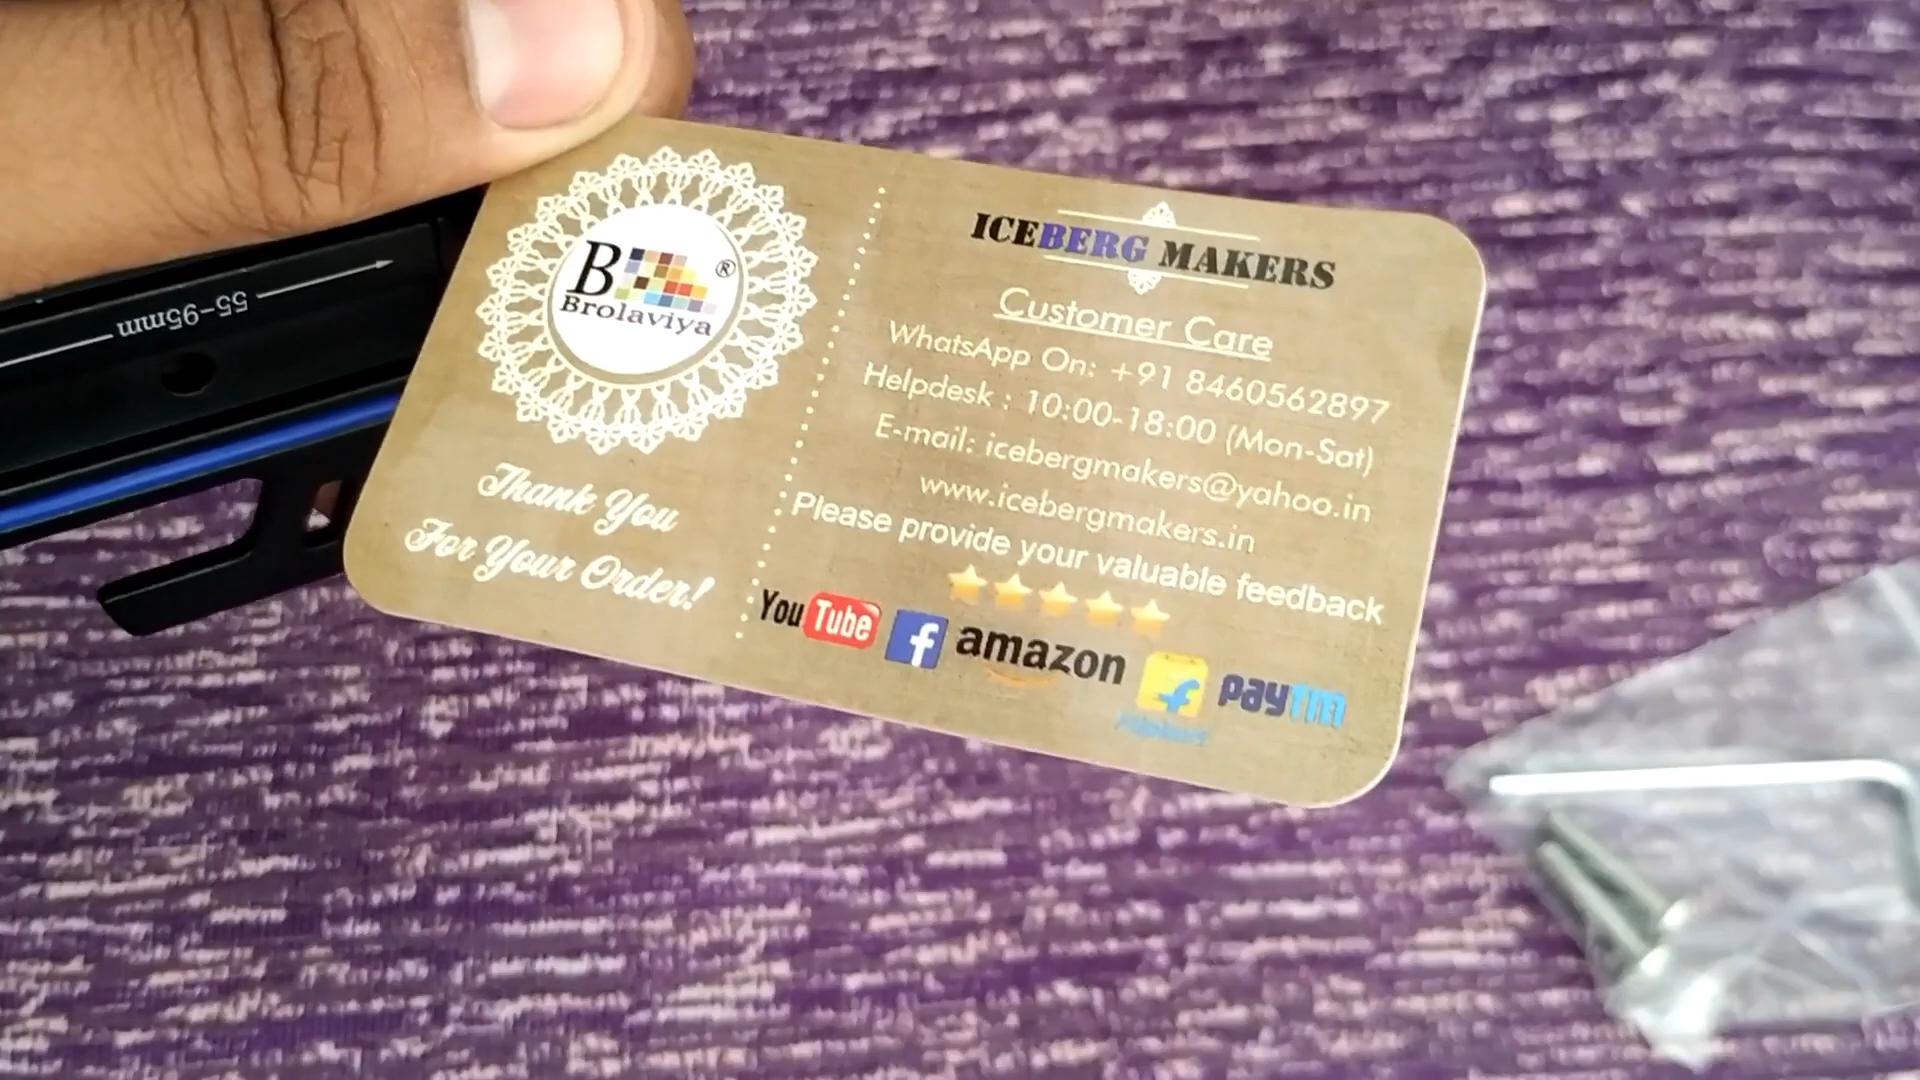 55-95mm
B ®
Brolaviya
Thank You
For Your Order!
ICEBERG MAKERS
Customer Care
WhatsApp On: +91 8460562897
Helpdesk : 10:00-18:00 (Mon-Sat)
E-mail: icebergmakers@yahoo.in
www.icebergmakers.in
Please provide your valuable feedback
YouTube f amazon f paytm